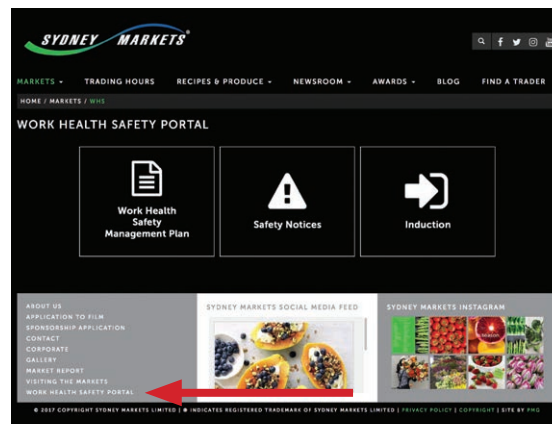 SYDNEY MARKETS®
MARKETS TRADING HOURS RECIPES & PRODUCE NEWSROOM AWARDS BLOG FIND A TRADER
HOME / MARKETS / WHS
WORK HEALTH SAFETY PORTAL
Work Health
Safety
Management Plan
Safety Notices
Induction
ABOUT US
APPLICATION TO FILM
SPONSORSHIP APPLICATION
CONTACT
CORPORATE
GALLERY
MARKET REPORT
VISITING THE MARKETS
WORK HEALTH SAFETY PORTAL
SYDNEY MARKETS SOCIAL MEDIA FEED
SYDNEY MARKETS INSTAGRAM
© 2017 COPYRIGHT SYDNEY MARKETS LIMITED | ® INDICATES REGISTERED TRADEMARK OF SYDNEY MARKETS LIMITED | PRIVACY POLICY | COPYRIGHT | SITE BY PMG